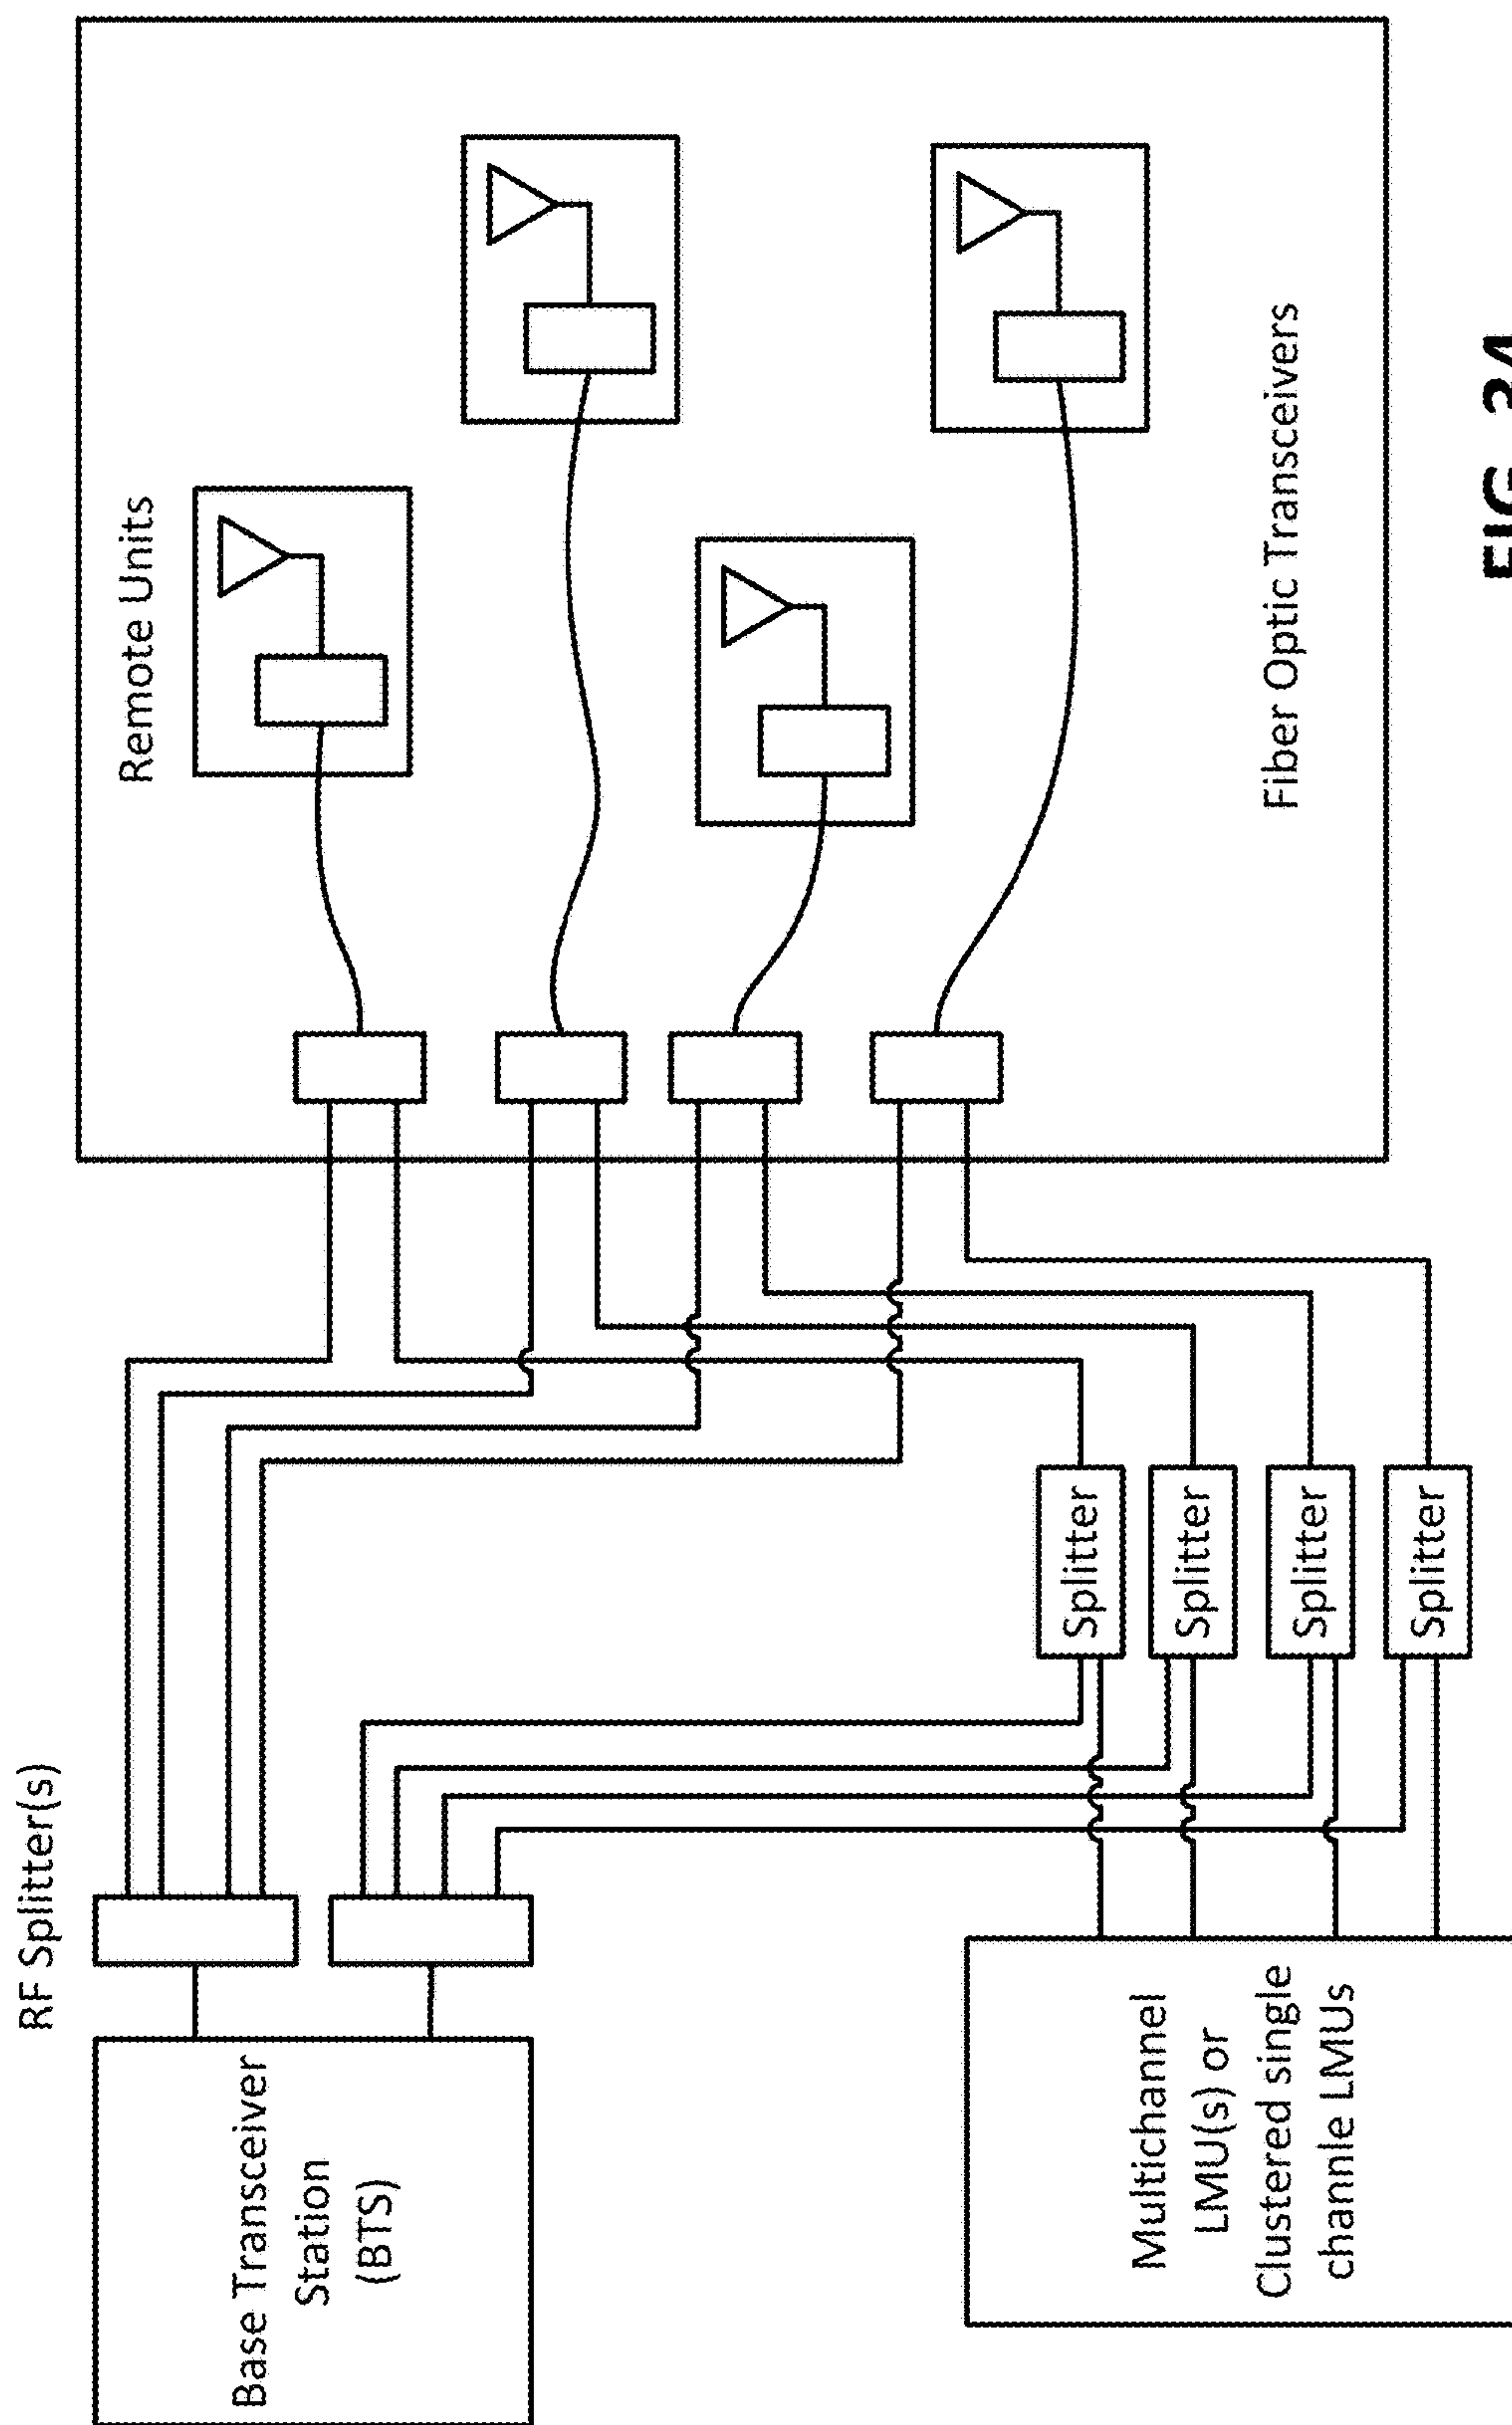 RF Splitter(s)
Base Transceiver
Station
(BTS)
Remote Units
Splitter
Splitter
Splitter
Splitter
Multichannel
LMU(s) or
Clustered single
channle LMUs
Fiber Optic Transceivers
FIG.